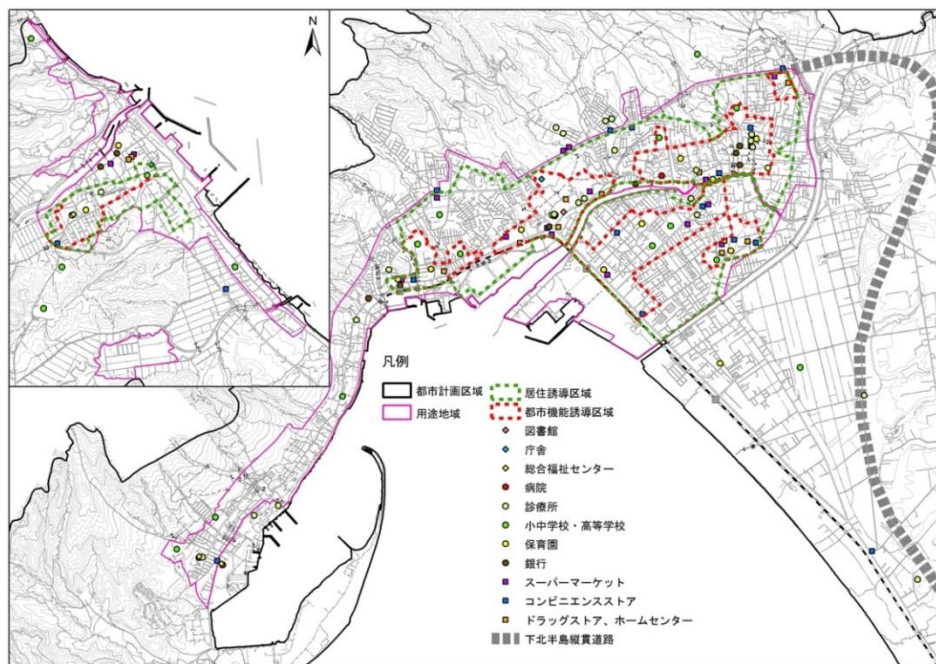 N
凡例
都市計画区域
用途地域
居住誘導区域
都市機能誘導区域
図書館
庁舎
総合福祉センター
病院
診療所
小中学校・高等学校
保育園
銀行
スーパーマーケット
コンビニエンスストア
ドラッグストア、ホームセンター
下北半島縦貫道路